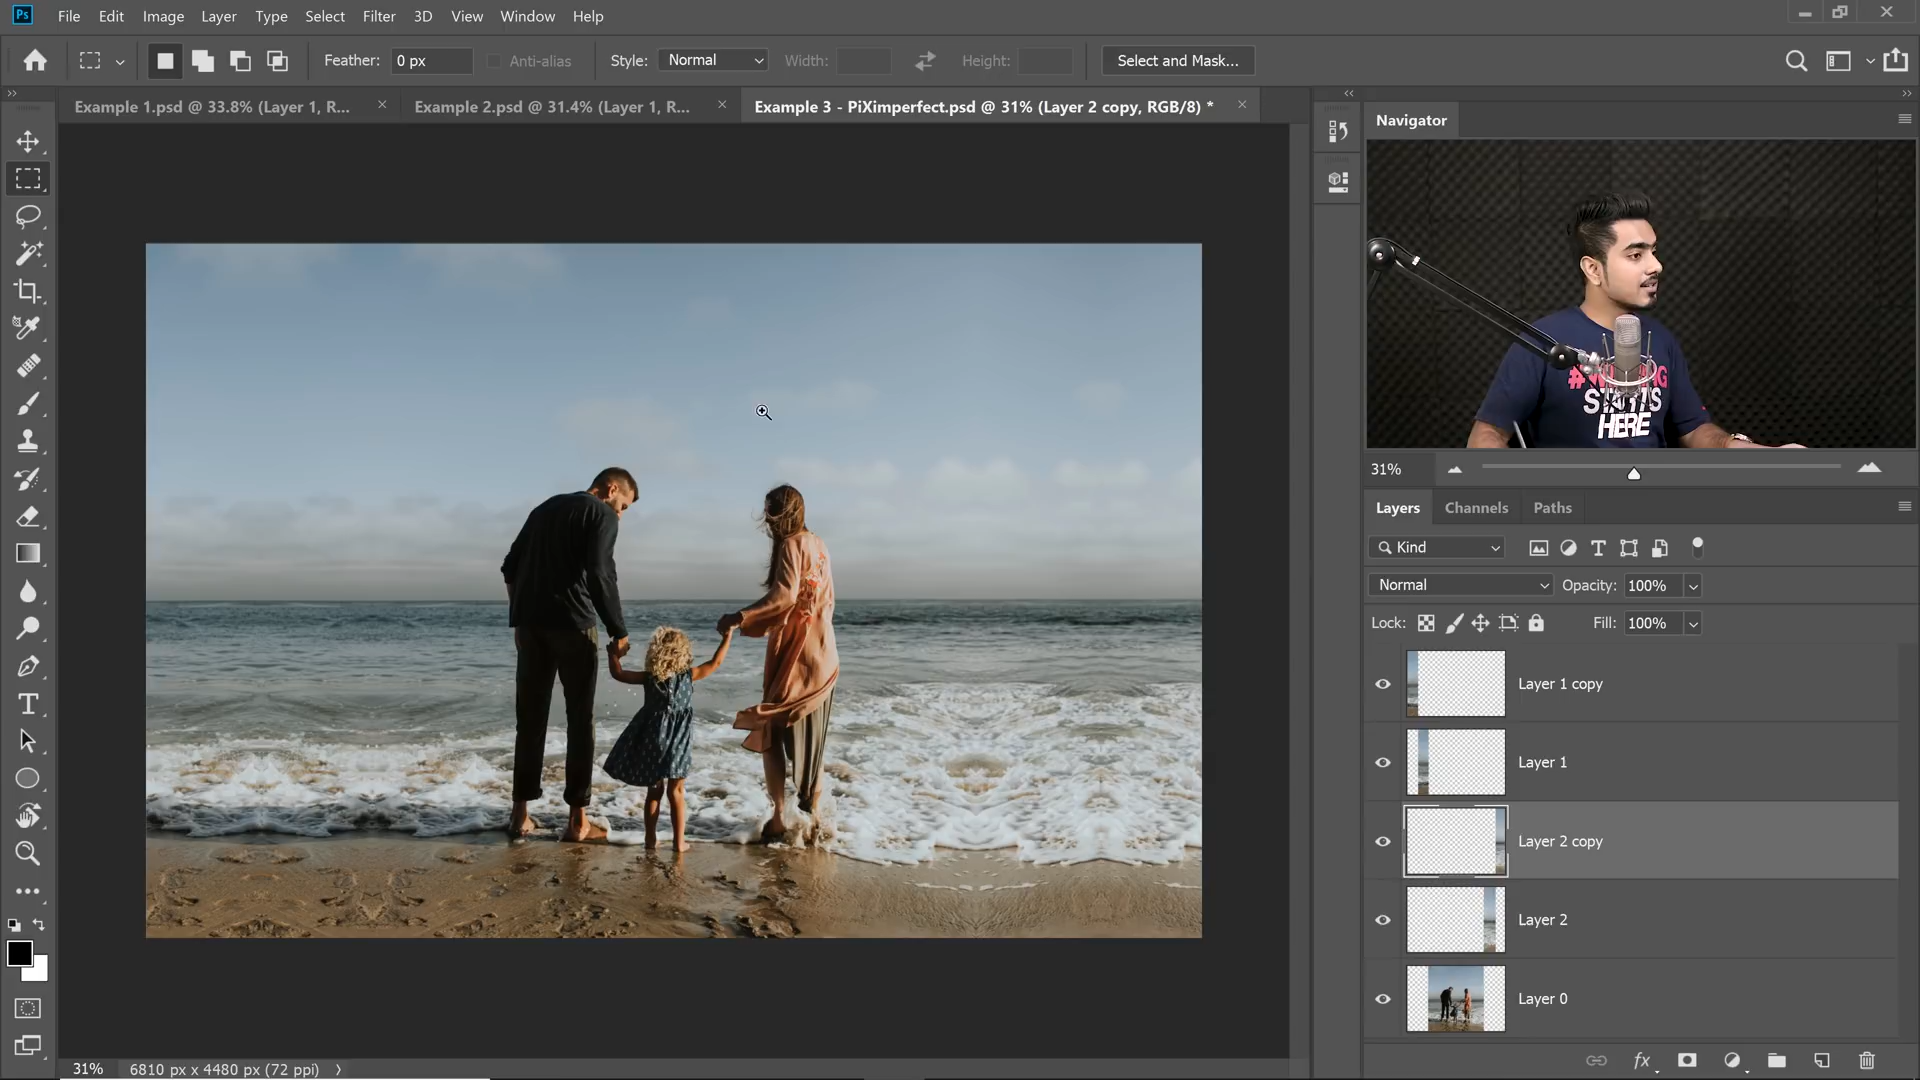 Ps File Edit Image Layer Type Select Filter 3D View Window Help
Feather: 0 px Anti-alias Style: Normal Width: Height: Select and Mask...
Example 1.psd @ 33.8% (Layer 1, R... × Example 2.psd @ 31.4% (Layer 1, R... × Example 3 - PiXimperfect.psd @ 31% (Layer 2 copy, RGB/8) * ×
Navigator
STARTS
HERE
31%
Layers Channels Paths
Kind
Normal Opacity: 100%
Lock: Fill: 100%
Layer 1 copy
Layer 1
Layer 2 copy
Layer 2
Layer 0
31% 6810 px x 4480 px (72 ppi)